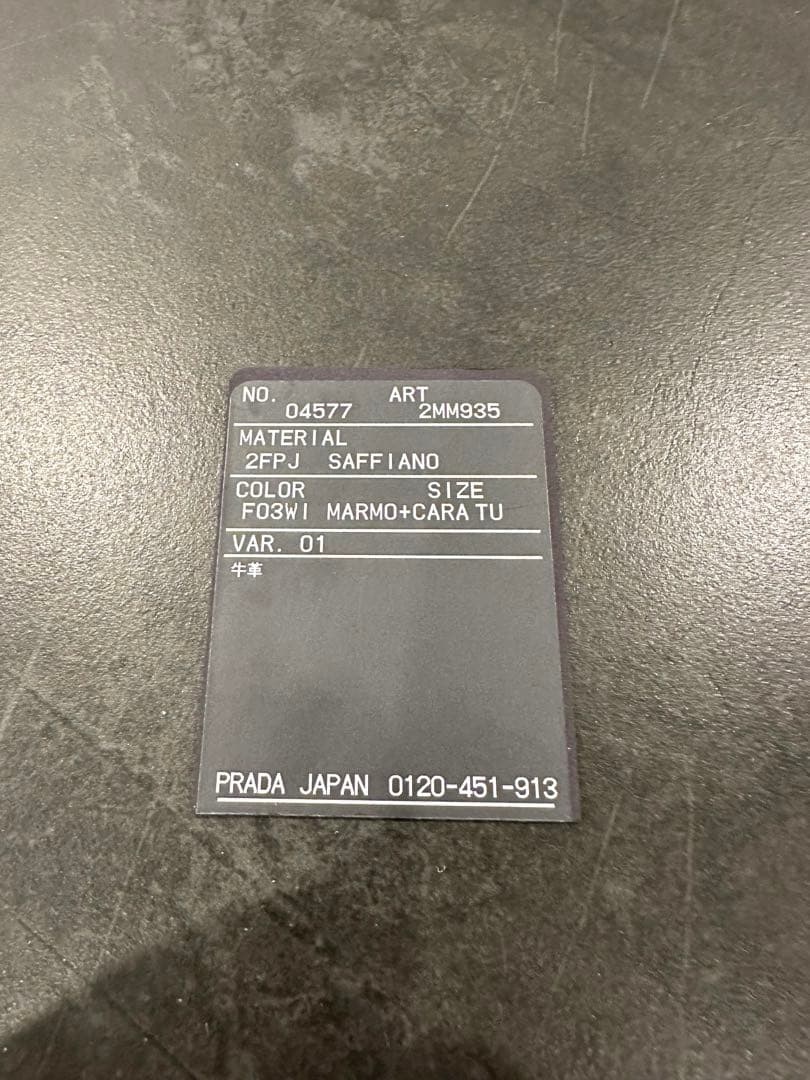 NO. ART
04577 2MM935
MATERIAL
2FPJ SAFFIANO
COLOR SIZE
F03WI MARMO+CARA TU
VAR. 01
牛革
PRADA JAPAN 0120-451-913